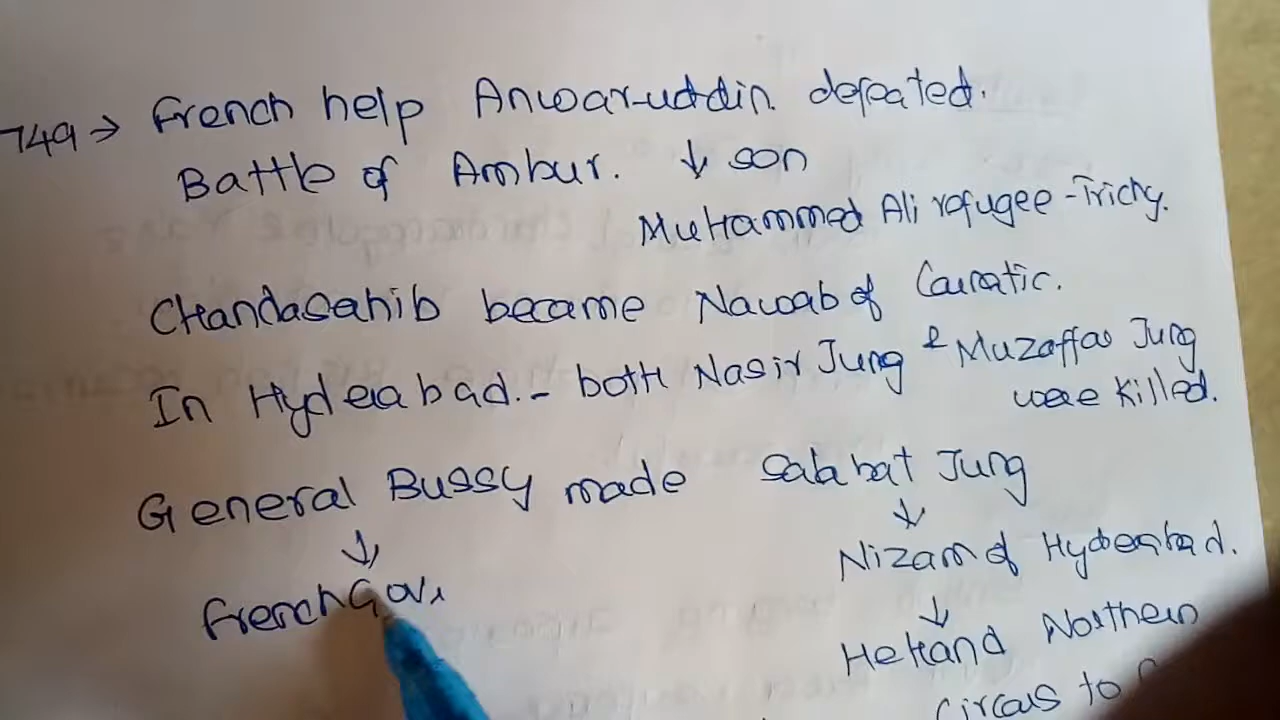 749 → French help Anwar-uddin defeated.
Battle of Ambur. ↓ son
Muhammed Ali refugee - Trichy.
Chandasahib became Nawab of Carnatic.
In Hyderabad. - both Nasir Jung & Muzaffar Jung
were killed.
General Bussy made Salabat Jung
↓ ↓
French Gov. Nizam of Hyderabad.
↓
Northern
Circars to